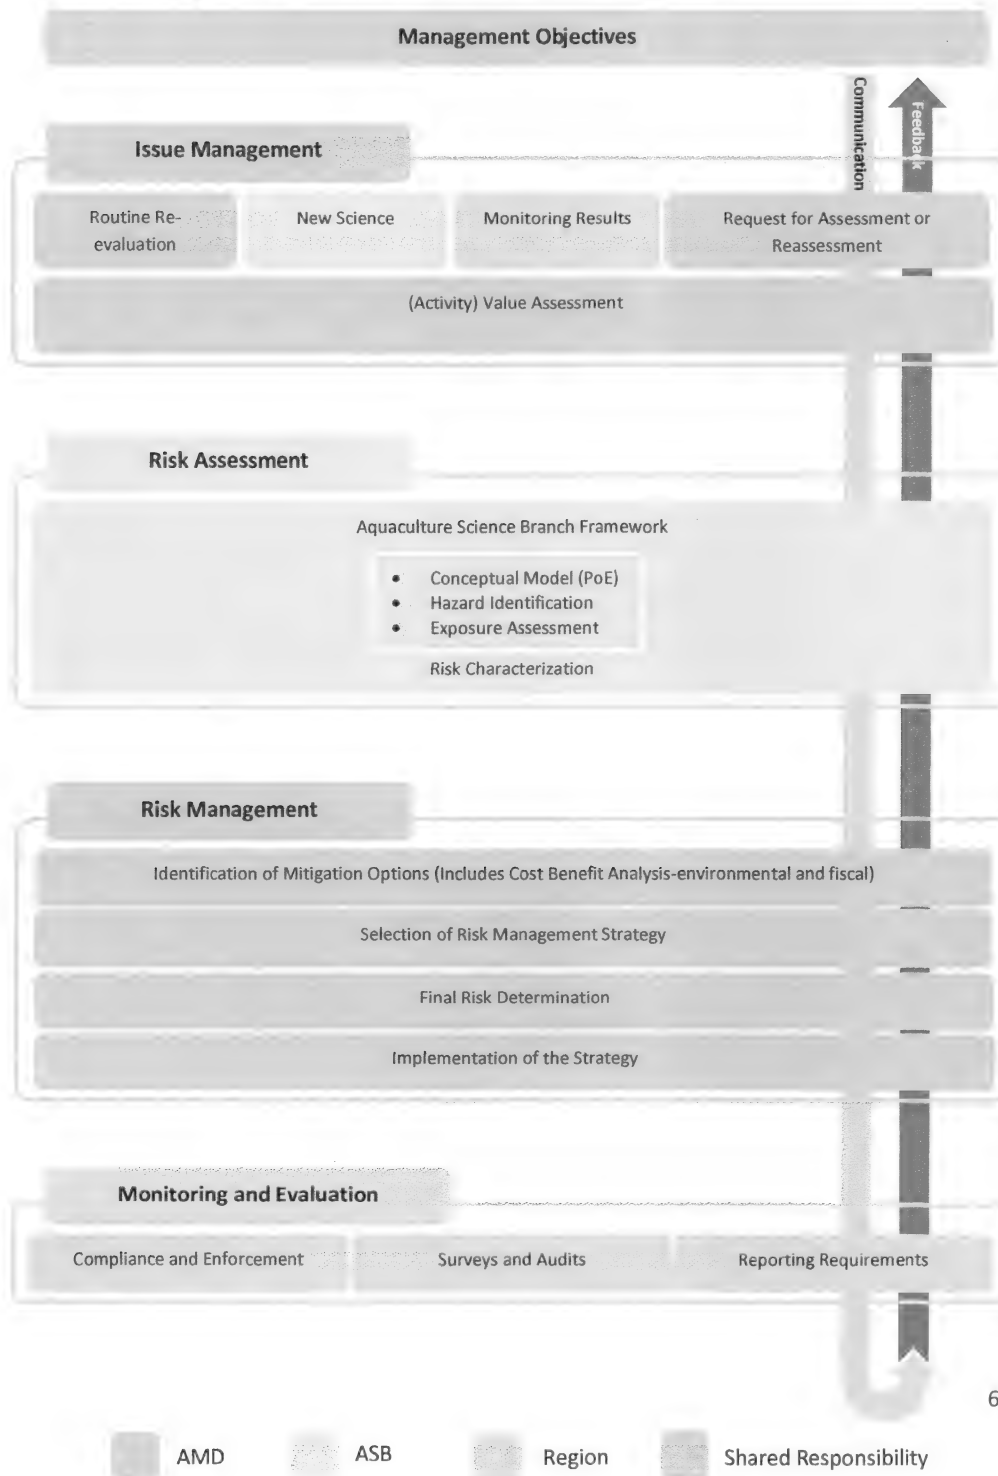 Management Objectives
Communication
Feedback
Issue Management
Routine Re-
evaluation
New Science
Monitoring Results
Request for Assessment or
Reassessment
(Activity) Value Assessment
Risk Assessment
Aquaculture Science Branch Framework
• Conceptual Model (PoE)
• Hazard Identification
• Exposure Assessment
Risk Characterization
Risk Management
Identification of Mitigation Options (Includes Cost Benefit Analysis-environmental and fiscal)
Selection of Risk Management Strategy
Final Risk Determination
Implementation of the Strategy
Monitoring and Evaluation
Compliance and Enforcement
Surveys and Audits
Reporting Requirements
6
AMD
ASB
Region
Shared Responsibility